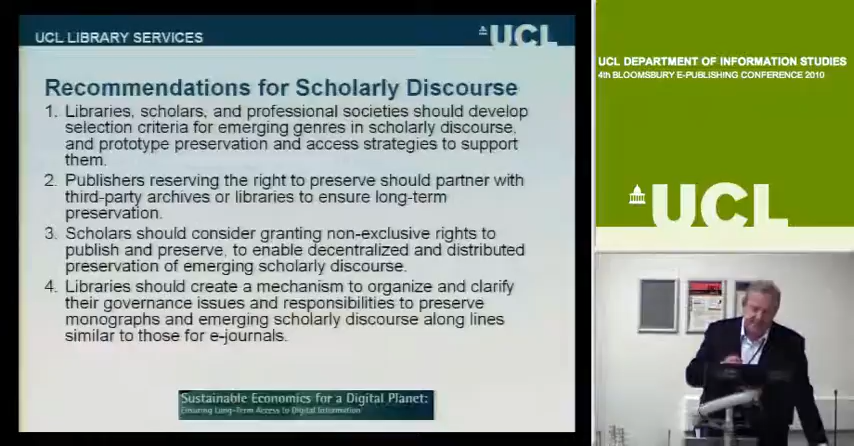 UCL LIBRARY SERVICES
UCL
Recommendations for Scholarly Discourse
1. Libraries, scholars, and professional societies should develop
selection criteria for emerging genres in scholarly discourse,
and prototype preservation and access strategies to support
them.
2. Publishers reserving the right to preserve should partner with
third-party archives or libraries to ensure long-term
preservation.
3. Scholars should consider granting non-exclusive rights to
publish and preserve, to enable decentralized and distributed
preservation of emerging scholarly discourse.
4. Libraries should create a mechanism to organize and clarify
their governance issues and responsibilities to preserve
monographs and emerging scholarly discourse along lines
similar to those for e-journals.
Sustainable Economics for a Digital Planet:
Ensuring Long-Term Access to Digital Information
UCL DEPARTMENT OF INFORMATION STUDIES
4th BLOOMSBURY E-PUBLISHING CONFERENCE 2010
UCL